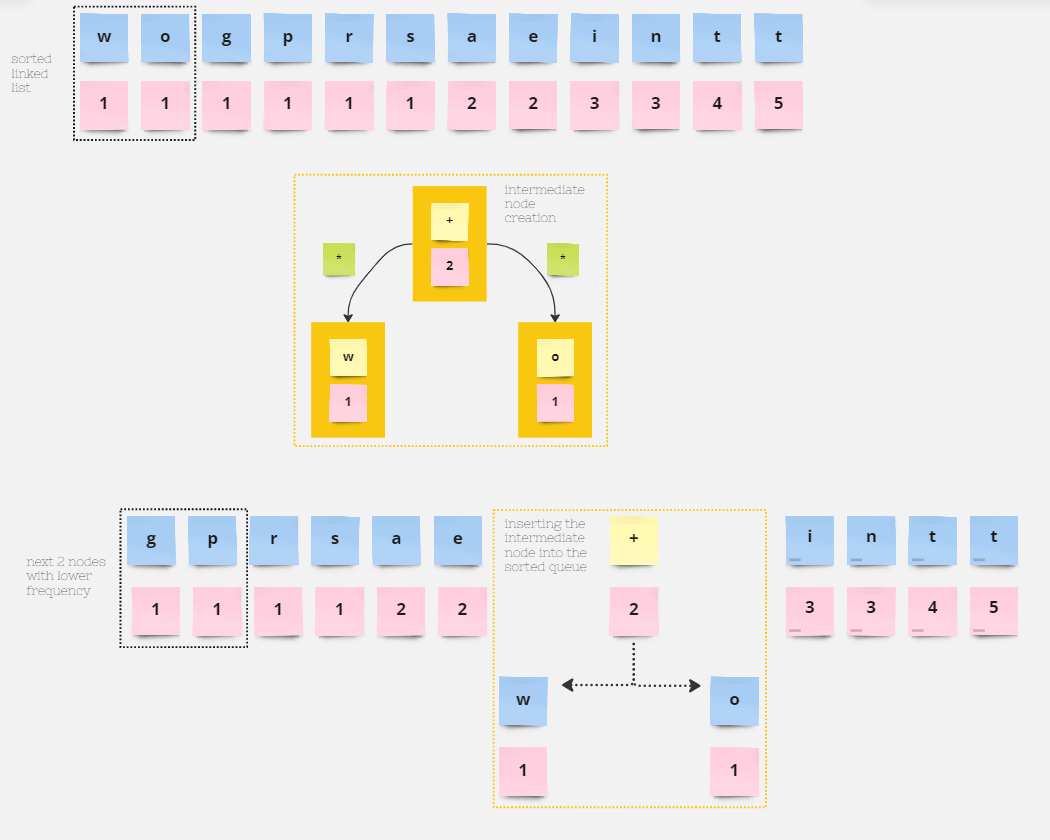 w o g p r s a e i n t t
sorted
linked
list
1 1 1 1 1 1 2 2 3 3 4 5
intermediate
node
creation
+
* *
2
w o
1 1
inserting the
intermediate
node into the
sorted queue
g p r s a e + i n t t
next 2 nodes
with lower
frequency
1 1 1 1 2 2 2 3 3 4 5
w o
1 1